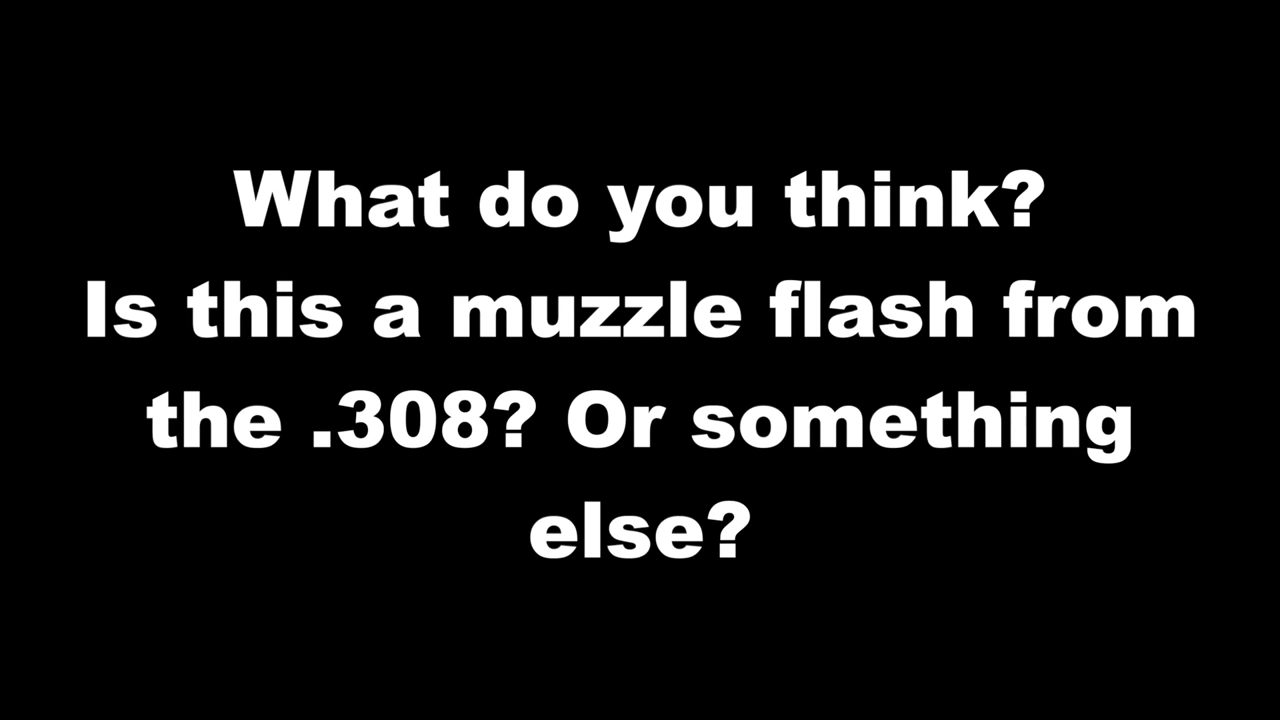 What do you think?
Is this a muzzle flash from
the .308? Or something
else?